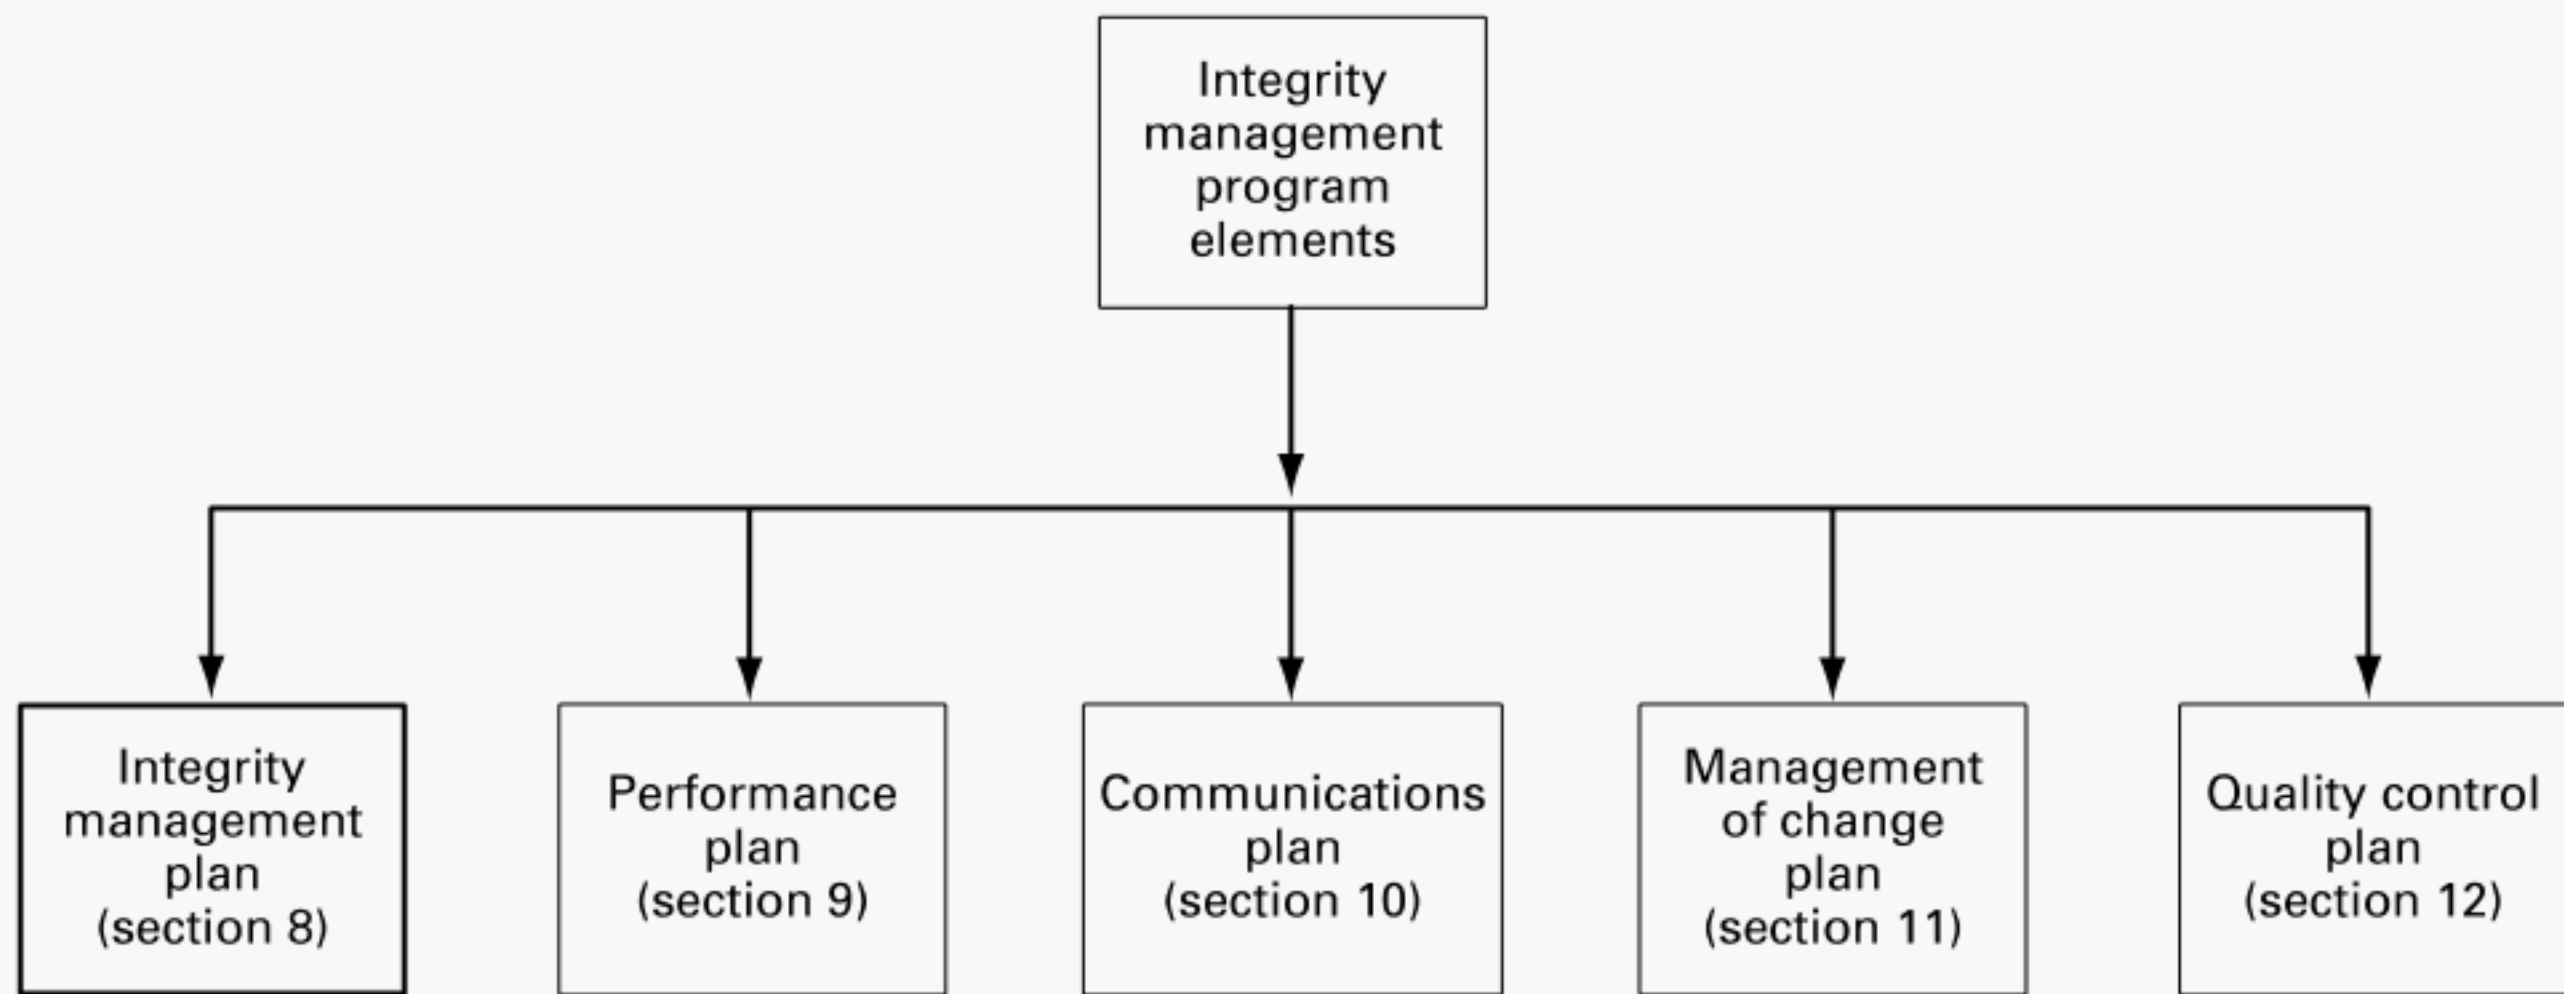 Integrity
management
program
elements
Integrity
management
plan
(section 8)
Performance
plan
(section 9)
Communications
plan
(section 10)
Management
of change
plan
(section 11)
Quality control
plan
(section 12)